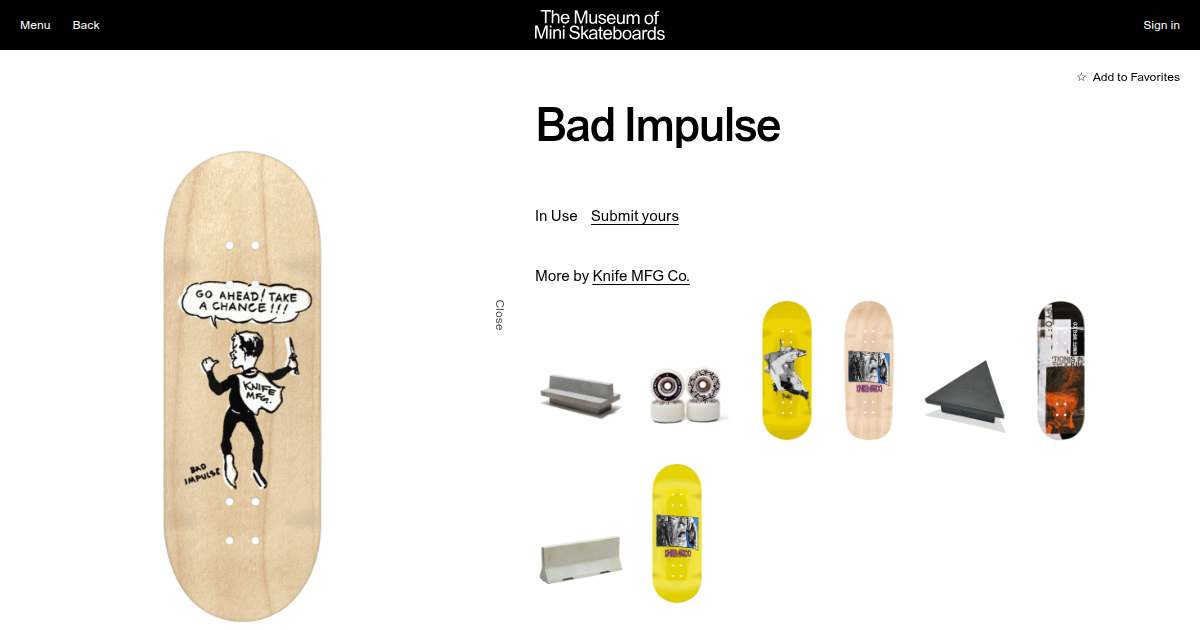 Menu
Back
The Museum of
Mini Skateboards
Sign in
☆ Add to Favorites
Bad Impulse
GO AHEAD! TAKE
A CHANCE!!!
KNIFE
MFG.
BAD
IMPULSE
In Use Submit yours
More by Knife MFG Co.
Close